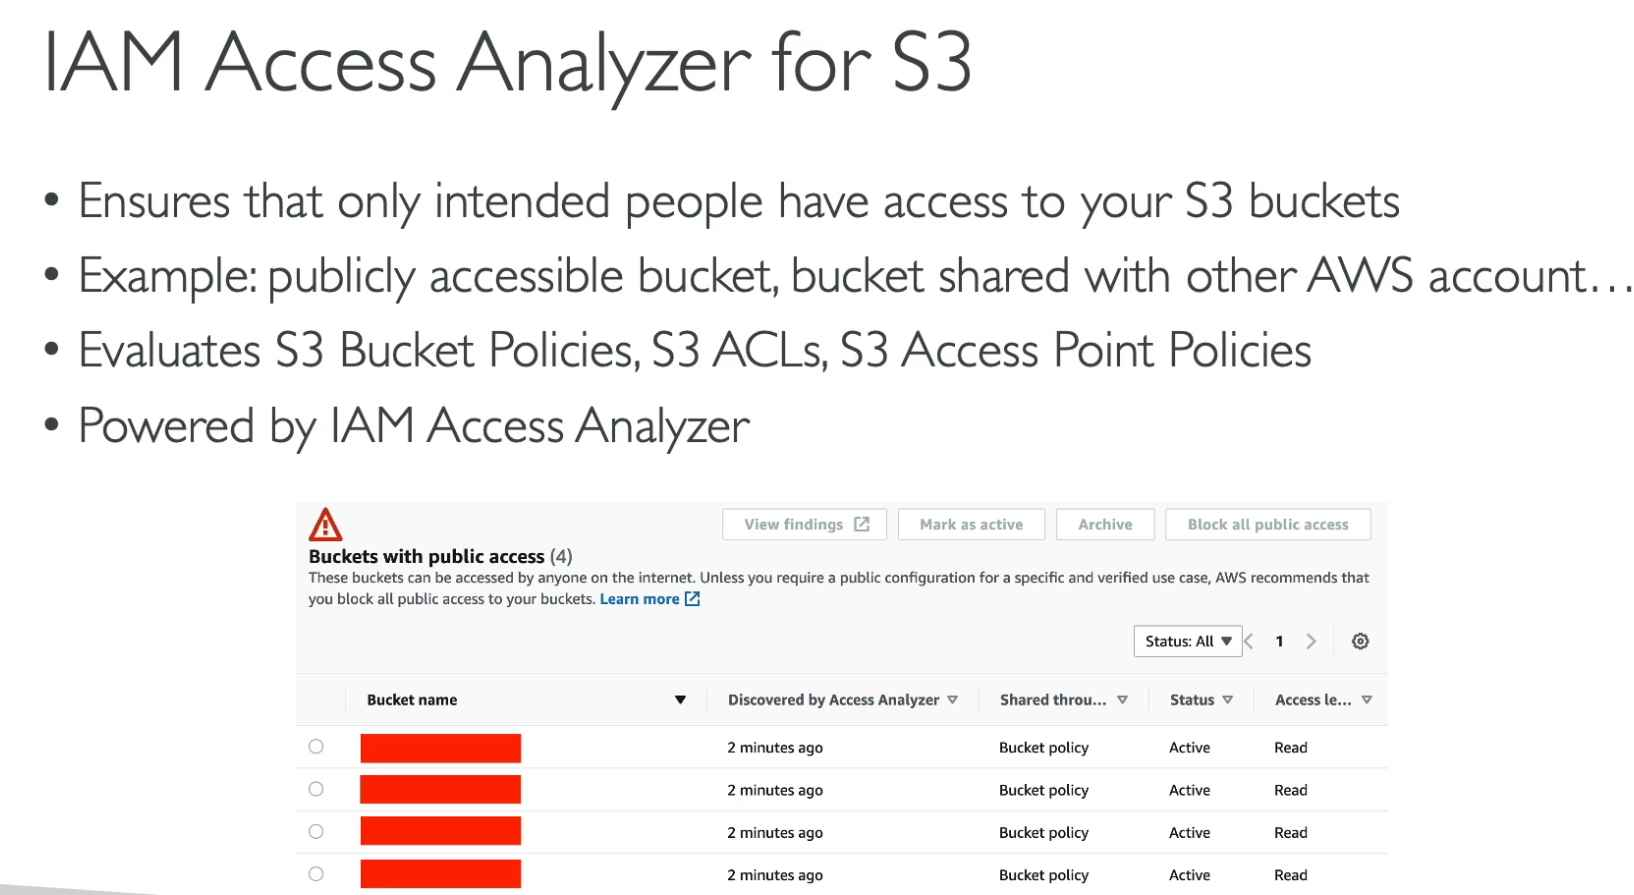 IAM Access Analyzer for S3
• Ensures that only intended people have access to your S3 buckets
• Example: publicly accessible bucket, bucket shared with other AWS account…
• Evaluates S3 Bucket Policies, S3 ACLs, S3 Access Point Policies
• Powered by IAM Access Analyzer
View findings Mark as active Archive Block all public access
Buckets with public access (4)
These buckets can be accessed by anyone on the internet. Unless you require a public configuration for a specific and verified use case, AWS recommends that
you block all public access to your buckets. Learn more
Status: All 1
Bucket name Discovered by Access Analyzer Shared throu... Status Access le...
2 minutes ago Bucket policy Active Read
2 minutes ago Bucket policy Active Read
2 minutes ago Bucket policy Active Read
2 minutes ago Bucket policy Active Read